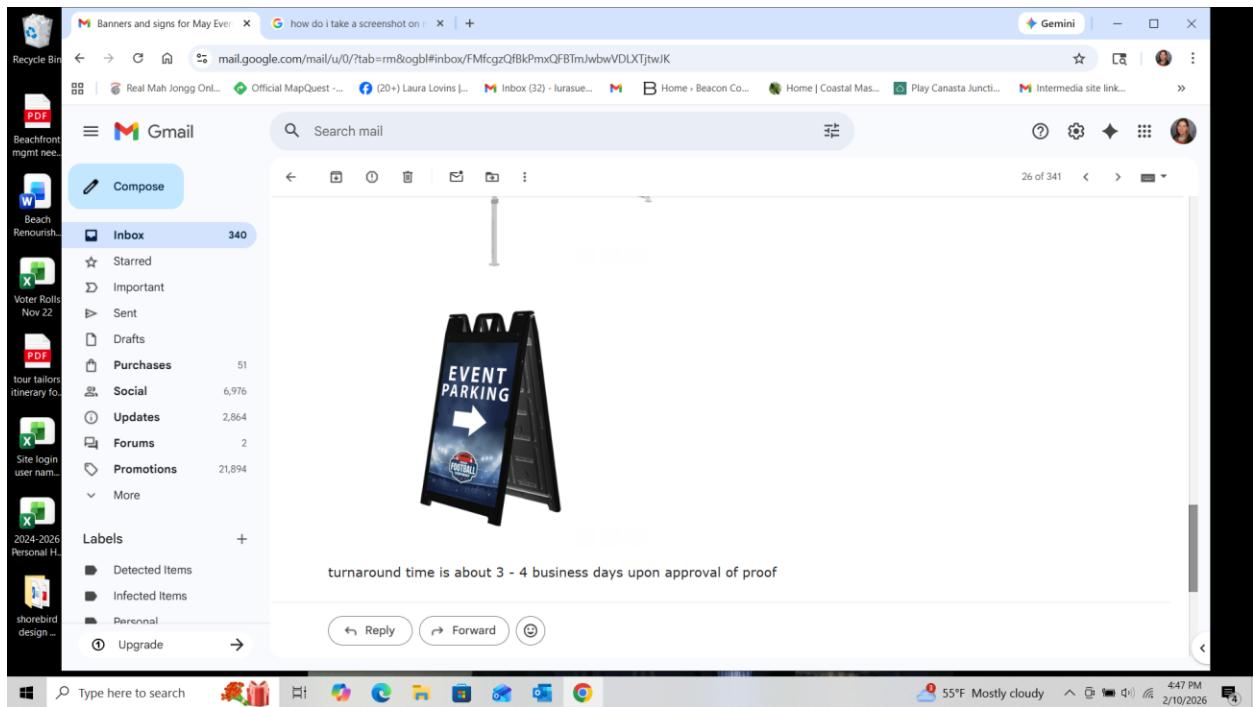 Recycle Bin
PDF
Beachfront
mgmt nee...
Beach
Renourish...
Voter Rolls
Nov 22
PDF
tour tailors
itinerary fo...
Site login
user nam...
2024-2026
Personal H...
shorebird
design ...
Banners and signs for May Even
how do i take a screenshot on
Gemini
mail.google.com/mail/u/0/?tab=rm&ogbl#inbox/FMfcgzQfBkPmxQFBTmJwbwVDLXTjtwJK
Real Mah Jongg Onl...
Official MapQuest -...
(20+) Laura Lovins |...
Inbox (32) - lurasue...
Home › Beacon Co...
Home | Coastal Mas...
Play Canasta Juncti...
Intermedia site link...
»
Gmail
Search mail
Compose
26 of 341
Inbox 340
Starred
Important
Sent
Drafts
Purchases 51
Social 6,976
Updates 2,864
Forums 2
Promotions 21,894
More
Labels
Detected Items
Infected Items
Personal
Upgrade
EVENT
PARKING
FOOTBALL
turnaround time is about 3 - 4 business days upon approval of proof
Reply
Forward
Type here to search
55°F Mostly cloudy
4:47 PM
2/10/2026
4